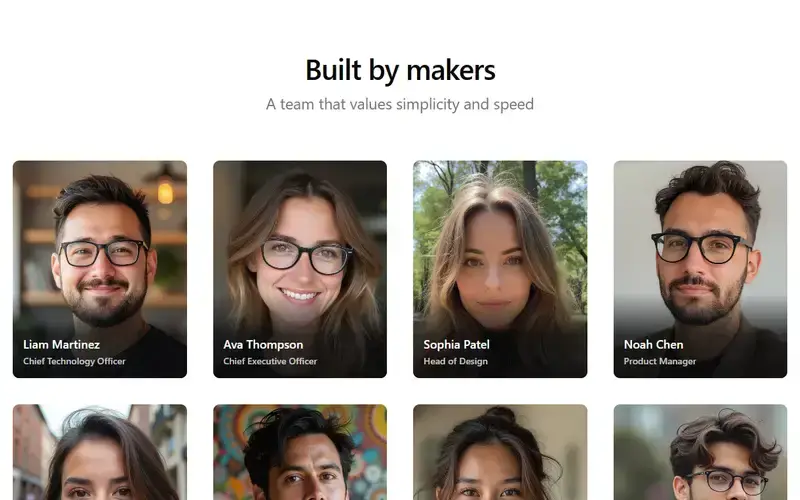 Built by makers
A team that values simplicity and speed
Liam Martinez
Chief Technology Officer
Ava Thompson
Chief Executive Officer
Sophia Patel
Head of Design
Noah Chen
Product Manager